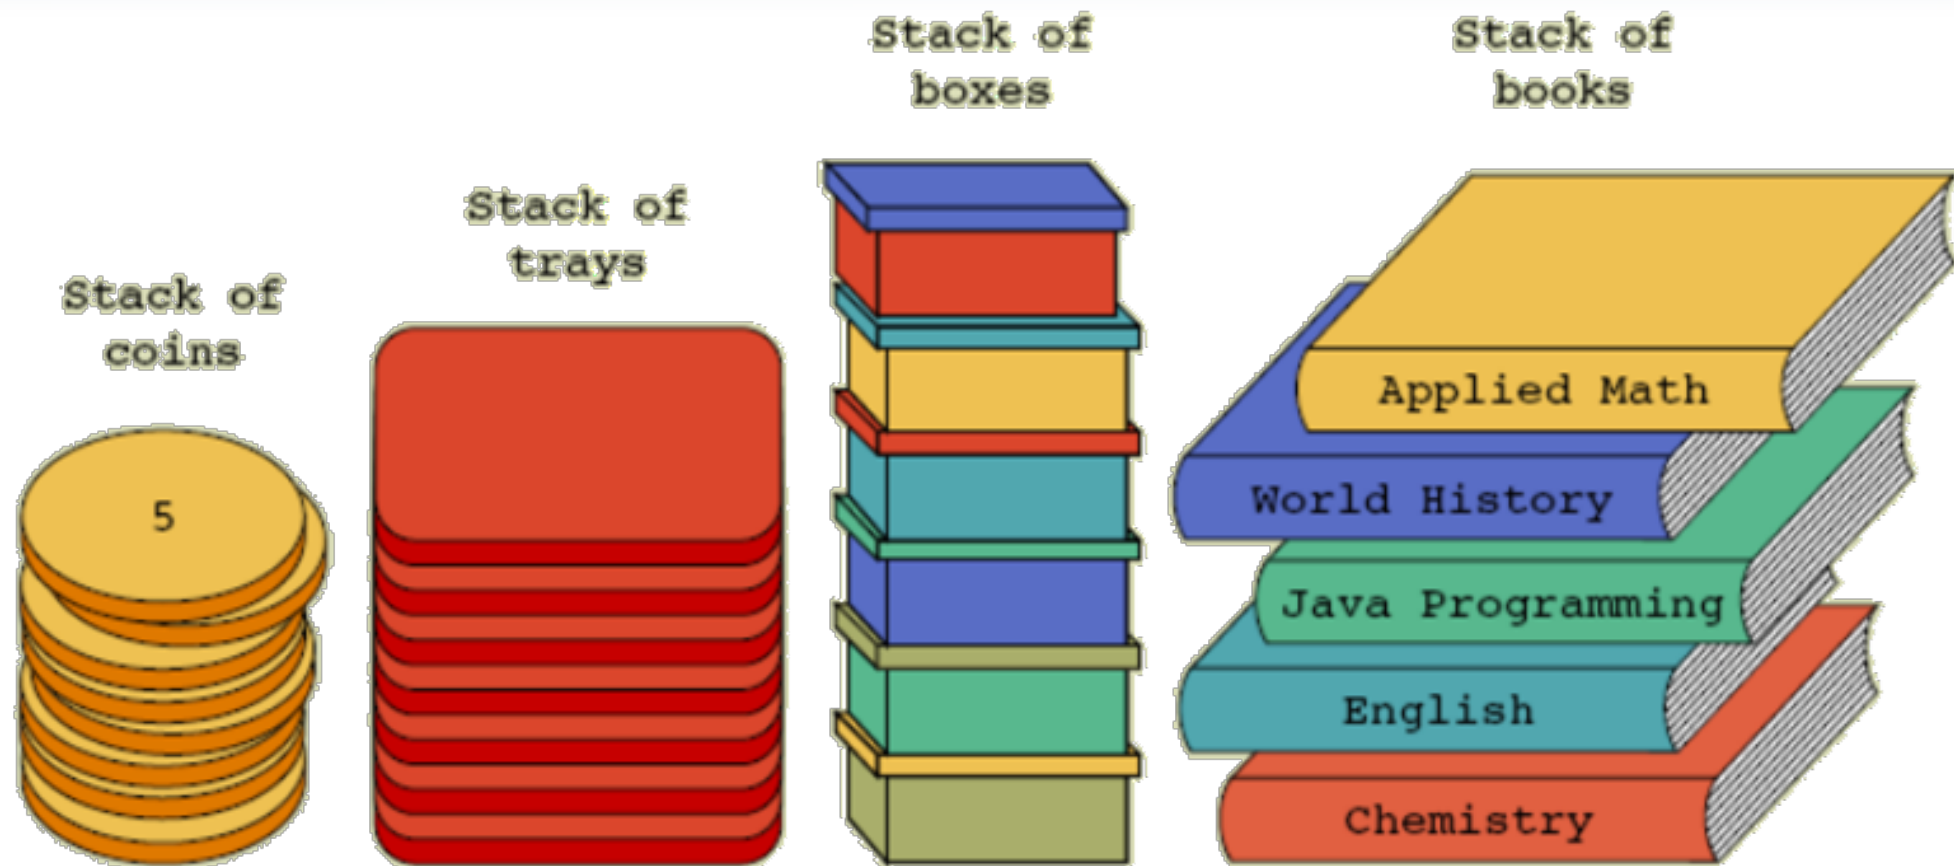 Stack of
coins
5
Stack of
trays
Stack of
boxes
Stack of
books
Applied Math
World History
Java Programming
English
Chemistry